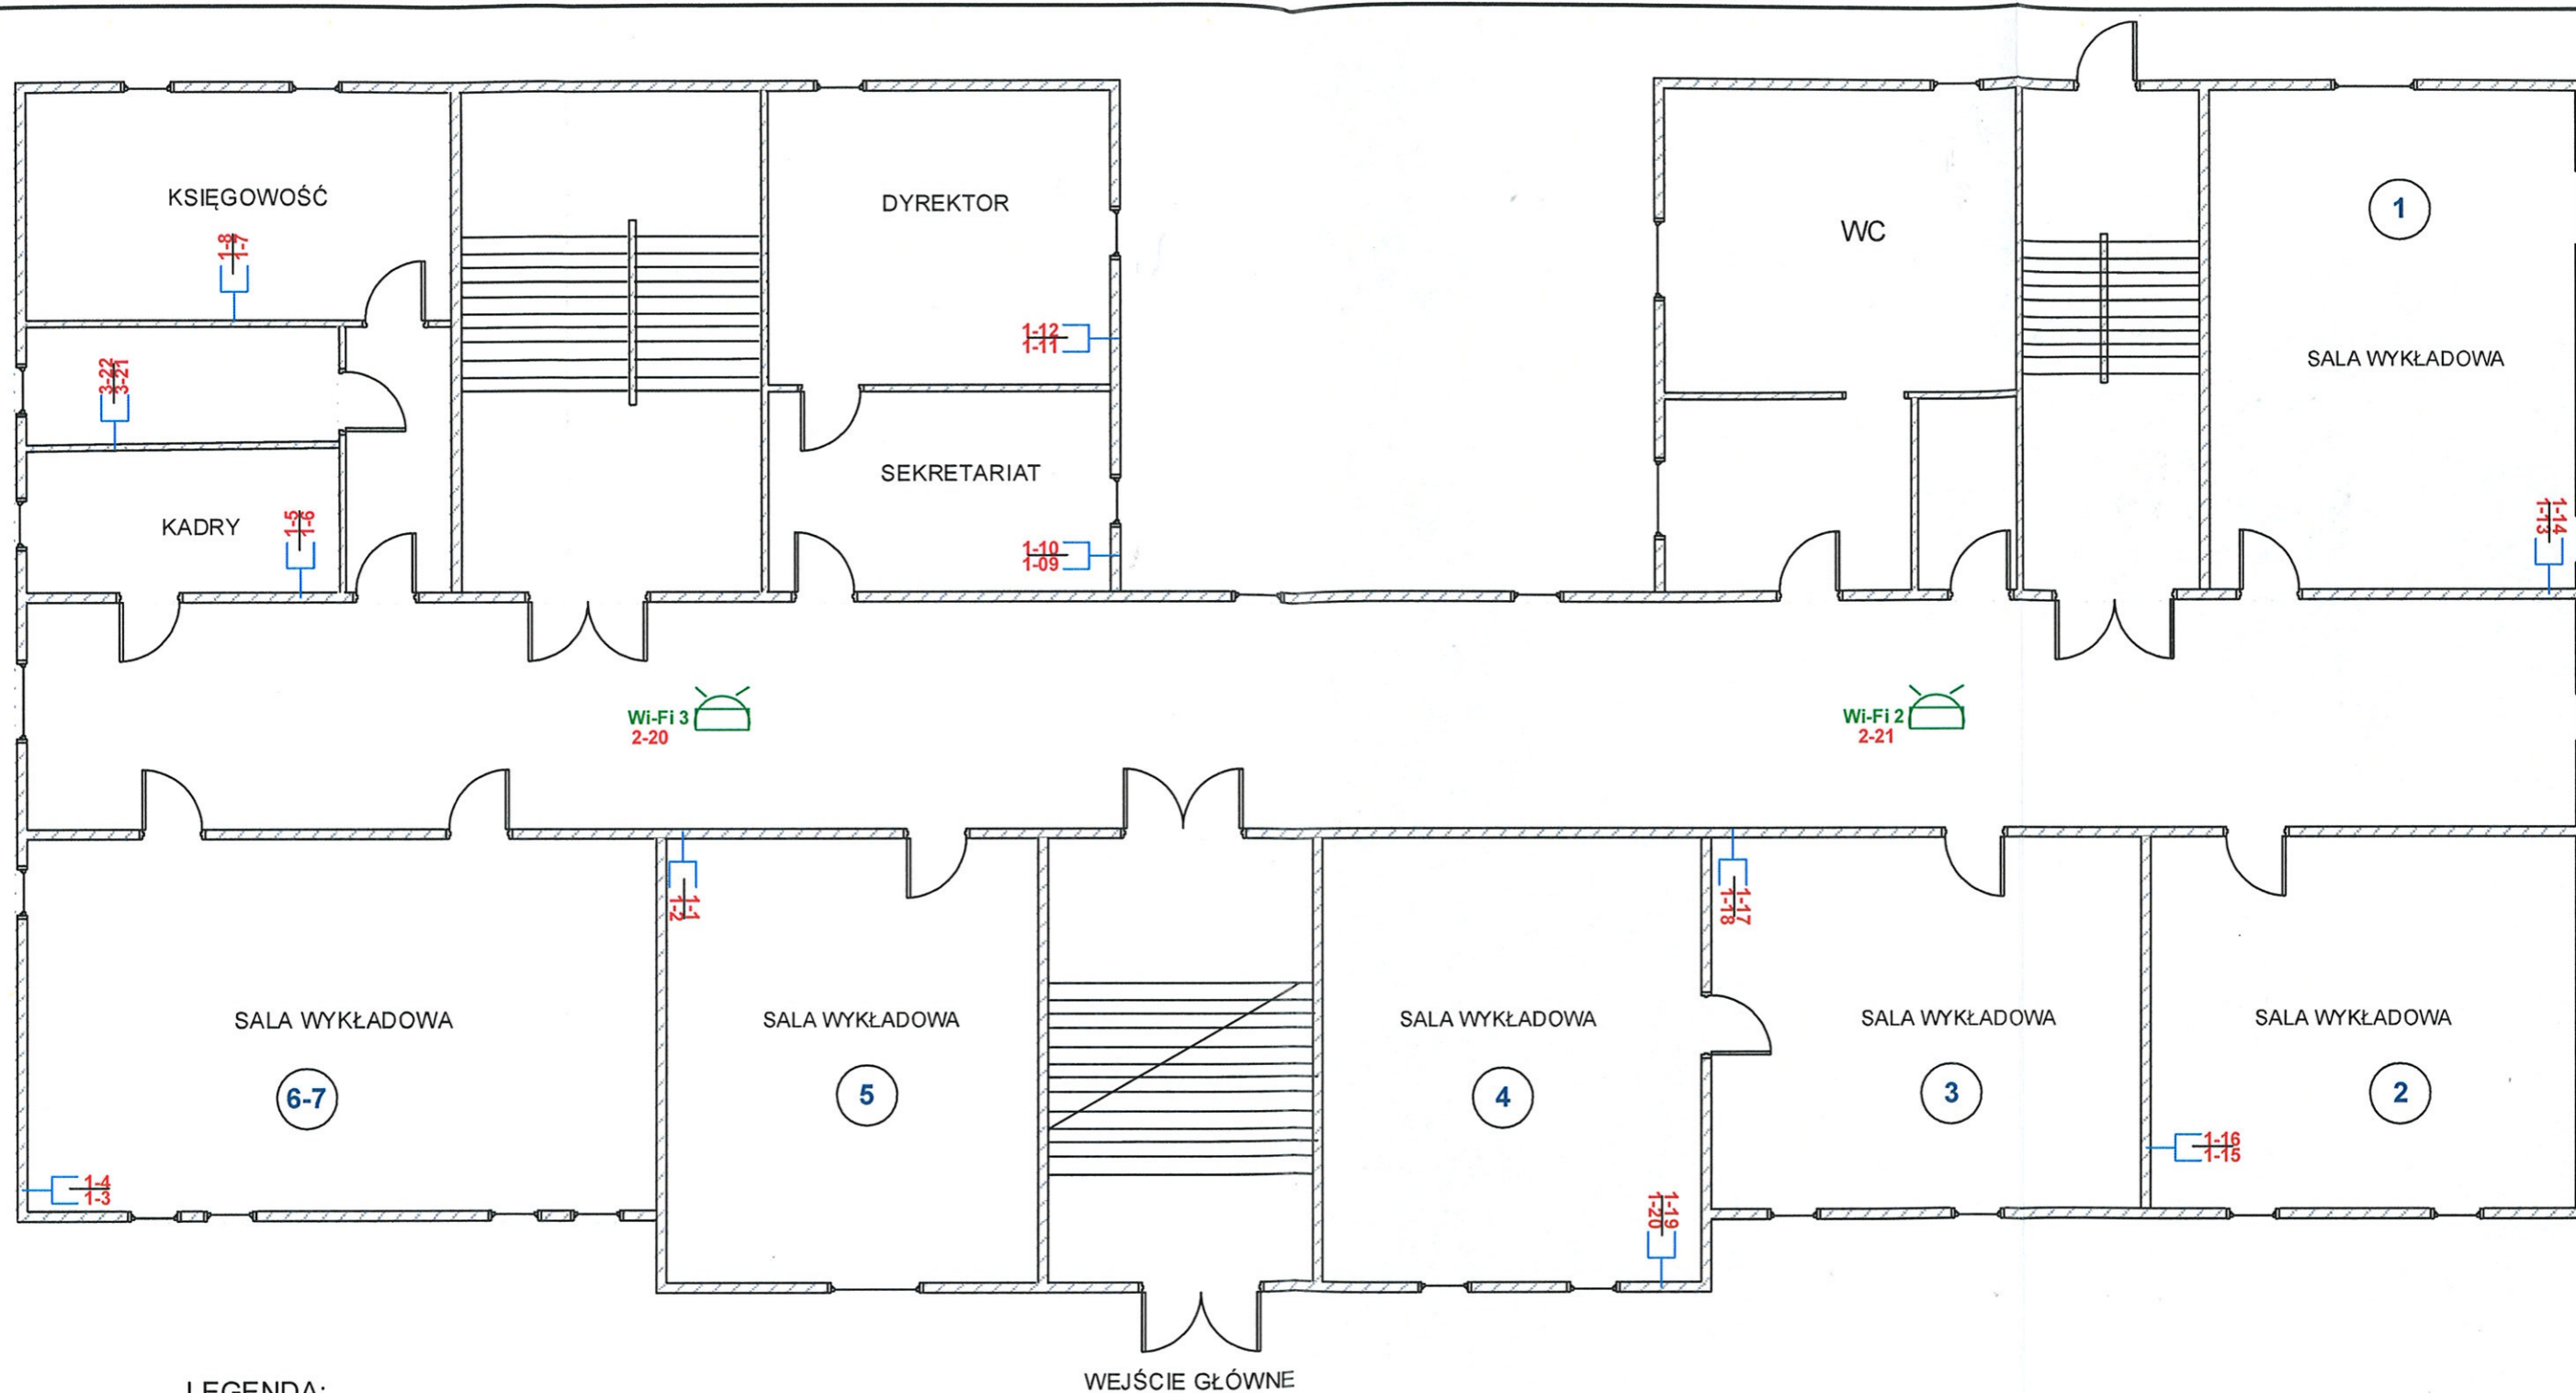 KSIĘGOWOŚĆ
1-8
1-7
DYREKTOR
1-12
1-11
WC
1
SALA WYKŁADOWA
3-22
3-21
SEKRETARIAT
1-10
1-09
KADRY
1-5
1-6
1-13
1-14
Wi-Fi 3
2-20
Wi-Fi 2
2-21
1-2
1-1
1-18
1-17
SALA WYKŁADOWA
6-7
SALA WYKŁADOWA
5
SALA WYKŁADOWA
4
SALA WYKŁADOWA
3
SALA WYKŁADOWA
2
1-4
1-3
1-20
1-19
1-16
1-15
WEJŚCIE GŁÓWNE
LEGENDA: